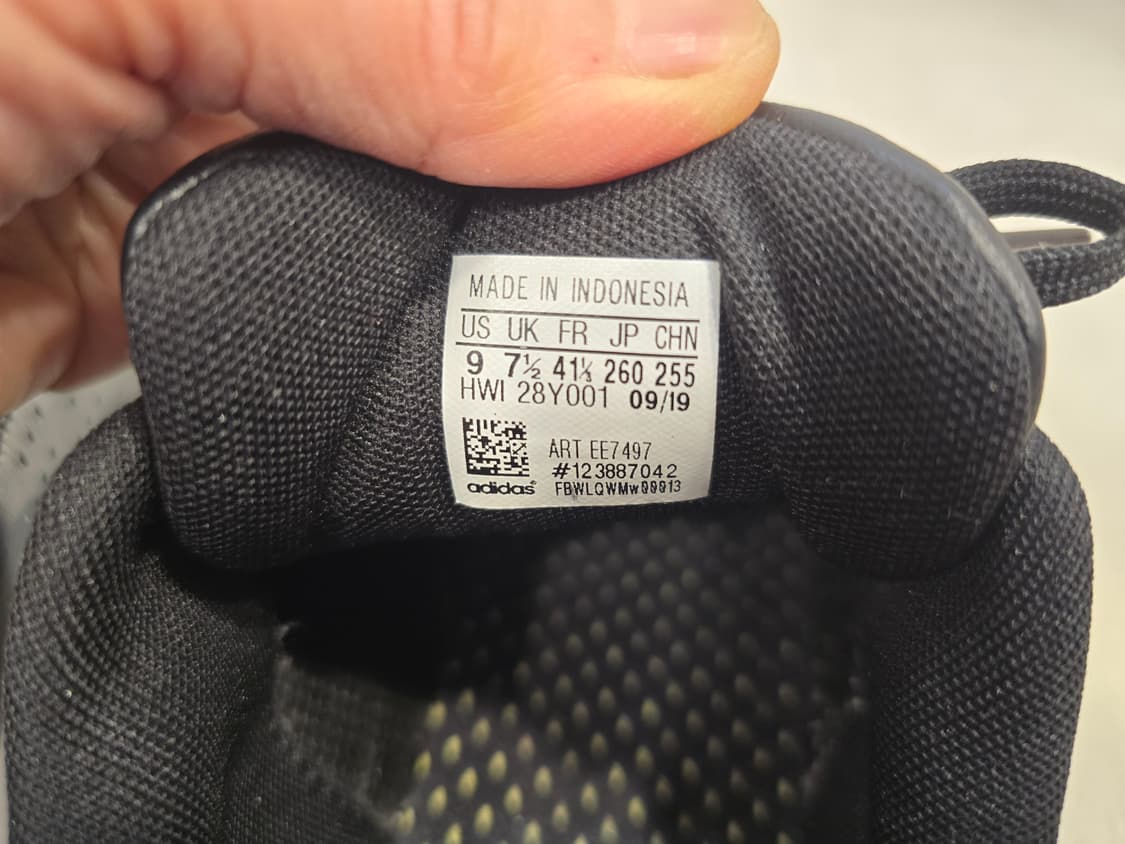 MADE IN INDONESIA
US UK FR JP CHN
9 7½ 41⅓ 260 255
HWI 28Y001 09/19
ART EE7497
#123887042
adidas® FBWLQWMw00013